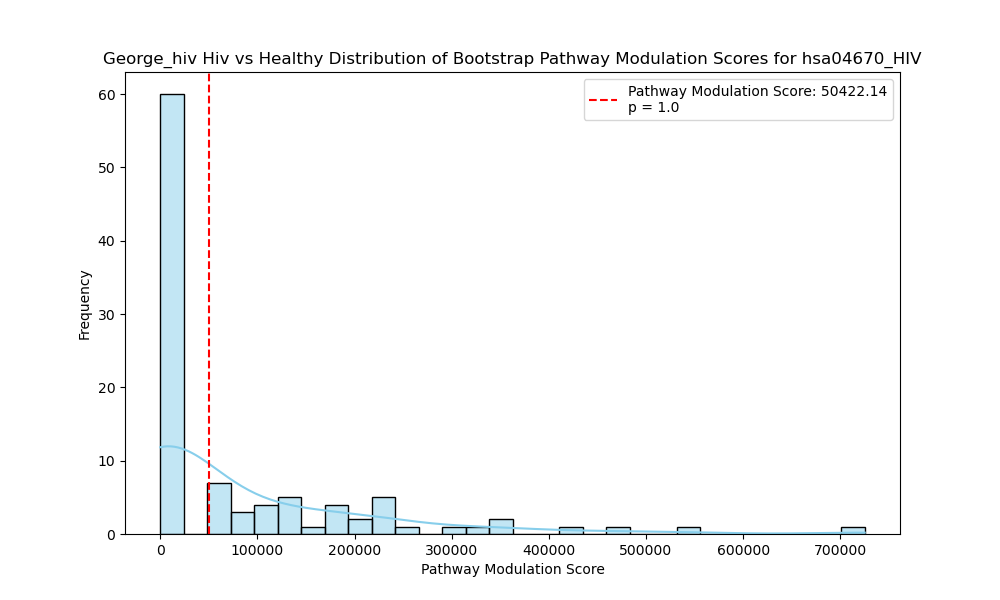 George_hiv Hiv vs Healthy Distribution of Bootstrap Pathway Modulation Scores for hsa04670_HIV
Pathway Modulation Score: 50422.14
p = 1.0
60
50
40
30
20
10
0
Frequency
0 100000 200000 300000 400000 500000 600000 700000
Pathway Modulation Score